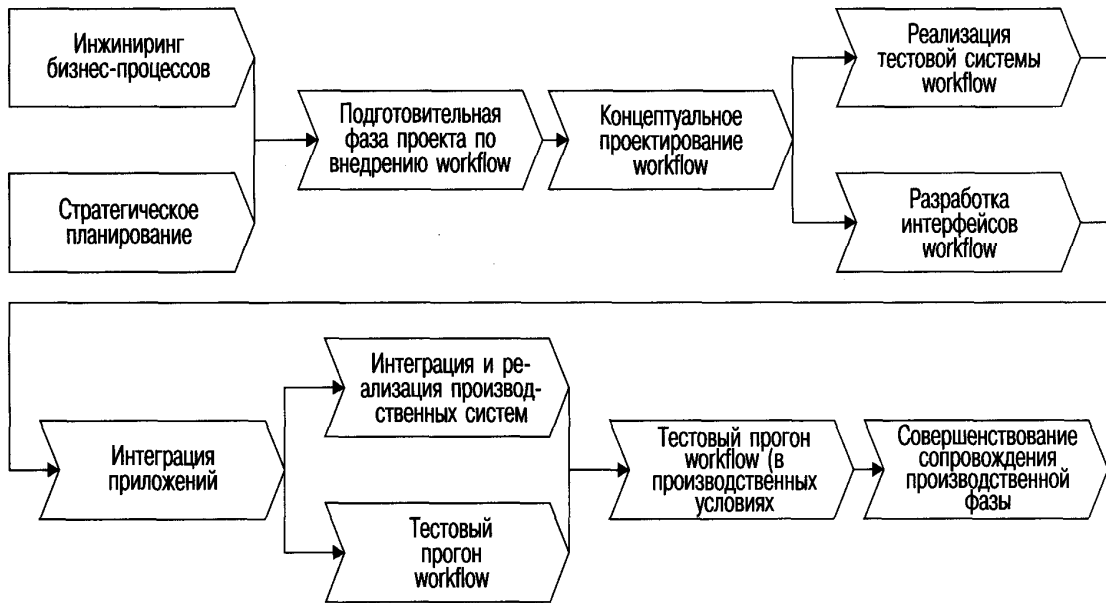 Инжиниринг
бизнес-процессов
Стратегическое
планирование
Подготовительная
фаза проекта по
внедрению workflow
Концептуальное
проектирование
workflow
Реализация
тестовой системы
workflow
Разработка
интерфейсов
workflow
Интеграция
приложений
Интеграция и ре-
ализация производ-
ственных систем
Тестовый
прогон
workflow
Тестовый прогон
workflow (в
производственных
условиях
Совершенствование
сопровождения
производственной
фазы